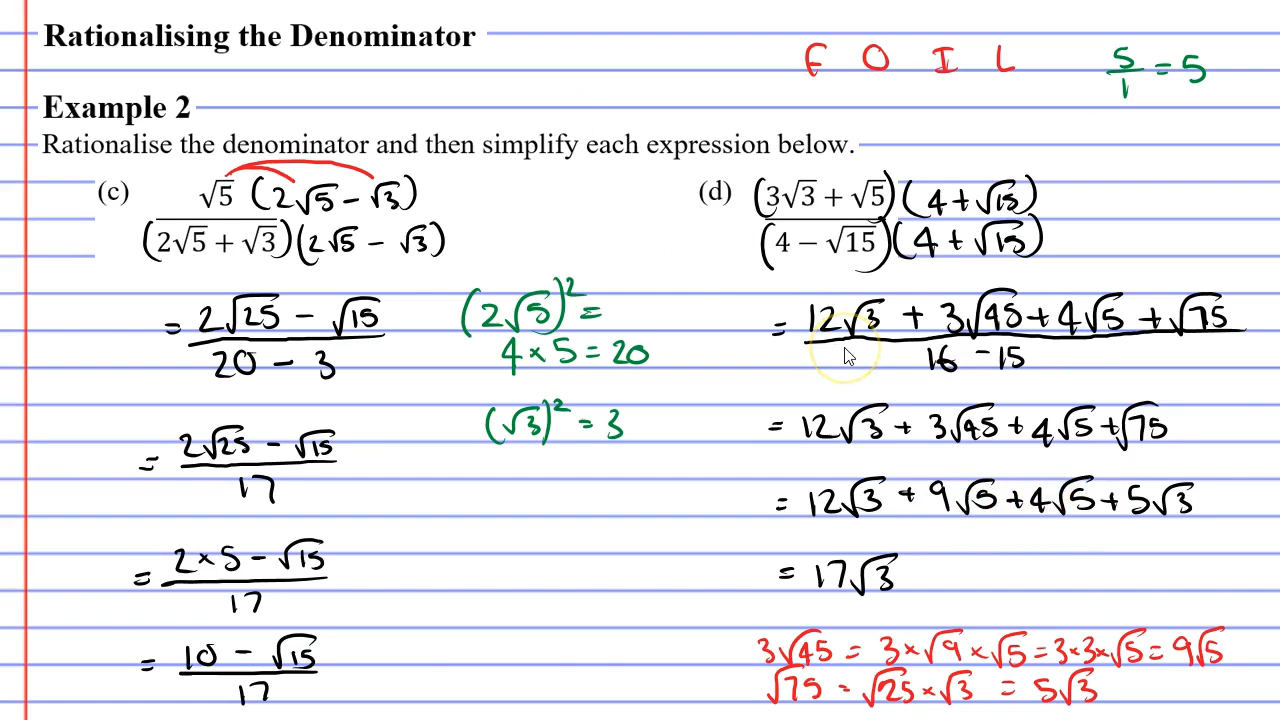 Rationalising the Denominator
F O I L
5/1 = 5
Example 2
Rationalise the denominator and then simplify each expression below.
(c) √5 (2√5 − √3)
(2√5 + √3)(2√5 − √3)
= 2√25 − √15
20 − 3
= 2√25 − √15
17
= 2 × 5 − √15
17
= 10 − √15
17
(2√5)² =
4 × 5 = 20
(√3)² = 3
(d) (3√3 + √5)(4 + √15)
(4 − √15)(4 + √15)
= 12√3 + 3√45 + 4√5 + √75
16 − 15
= 12√3 + 3√45 + 4√5 + √75
= 12√3 + 9√5 + 4√5 + 5√3
= 17√3
3√45 = 3 × √9 × √5 = 3 × 3 × √5 = 9√5
√75 = √25 × √3 = 5√3